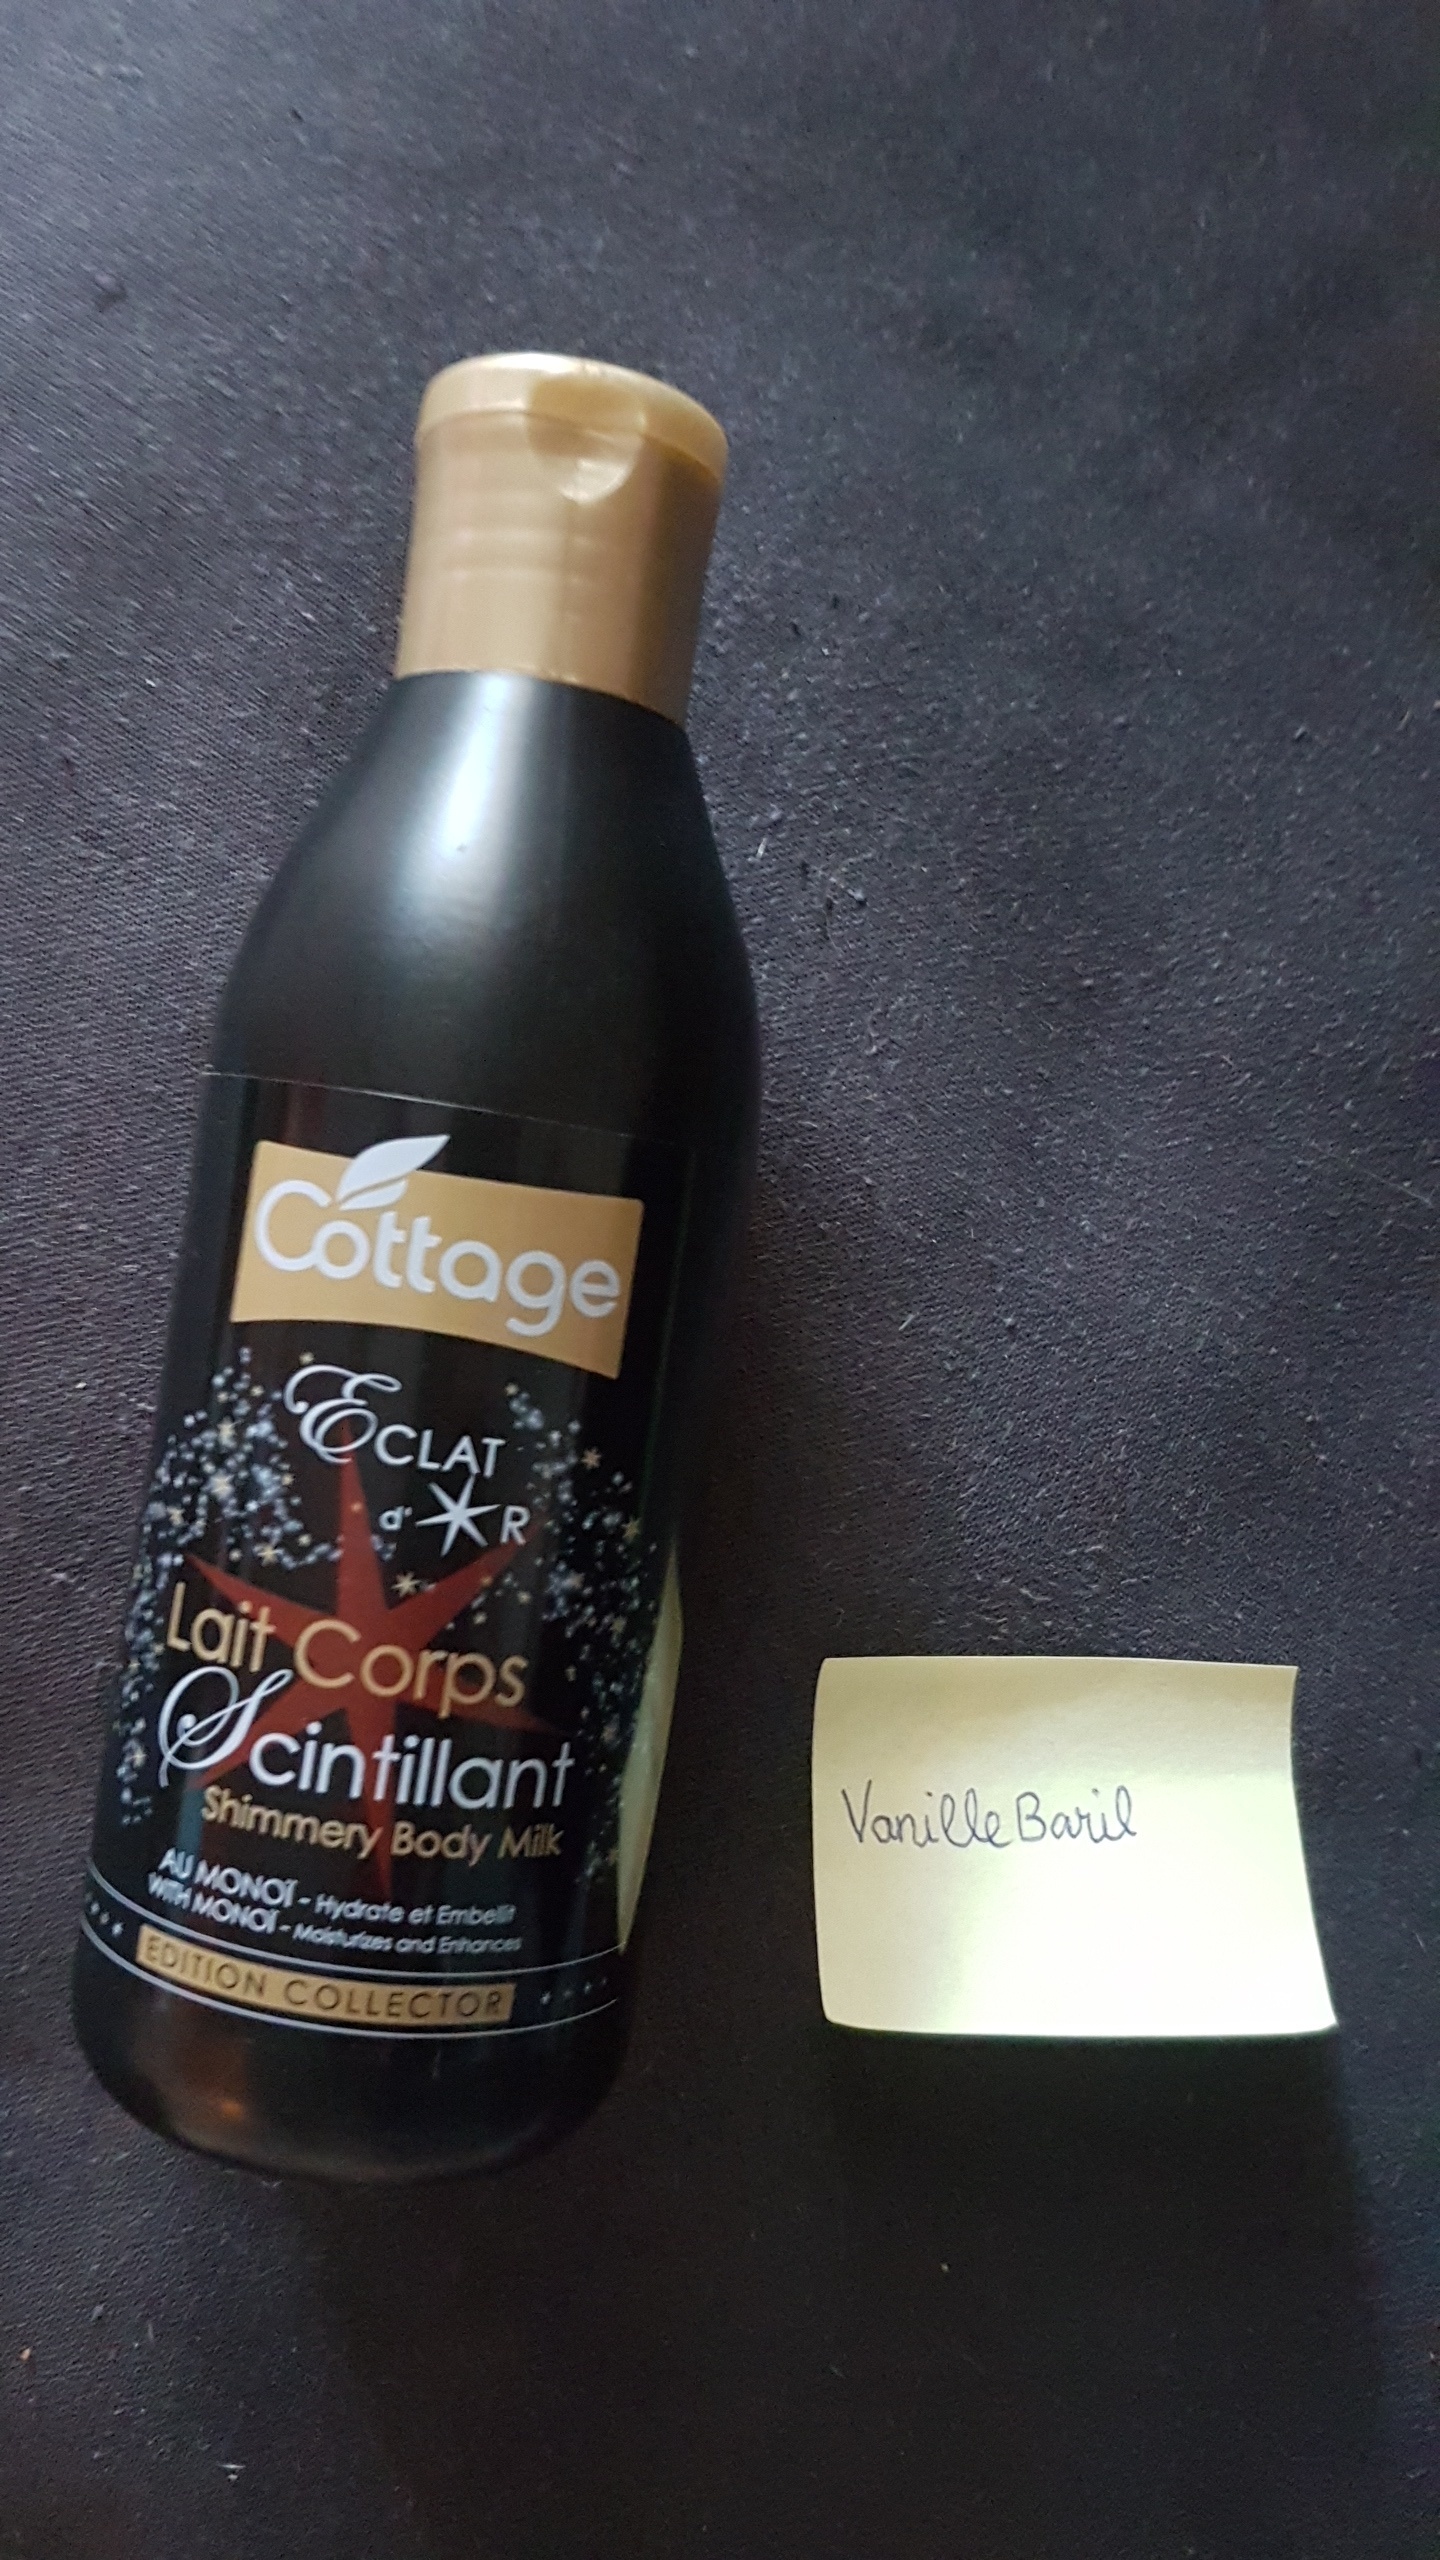 Cottage
ECLAT
d'OR
Lait Corps
Scintillant
Shimmery Body Milk
AU MONOÏ - Hydrate et Embellit
WITH MONOÏ - Moisturizes and Enhances
EDITION COLLECTOR
VanilleBaril